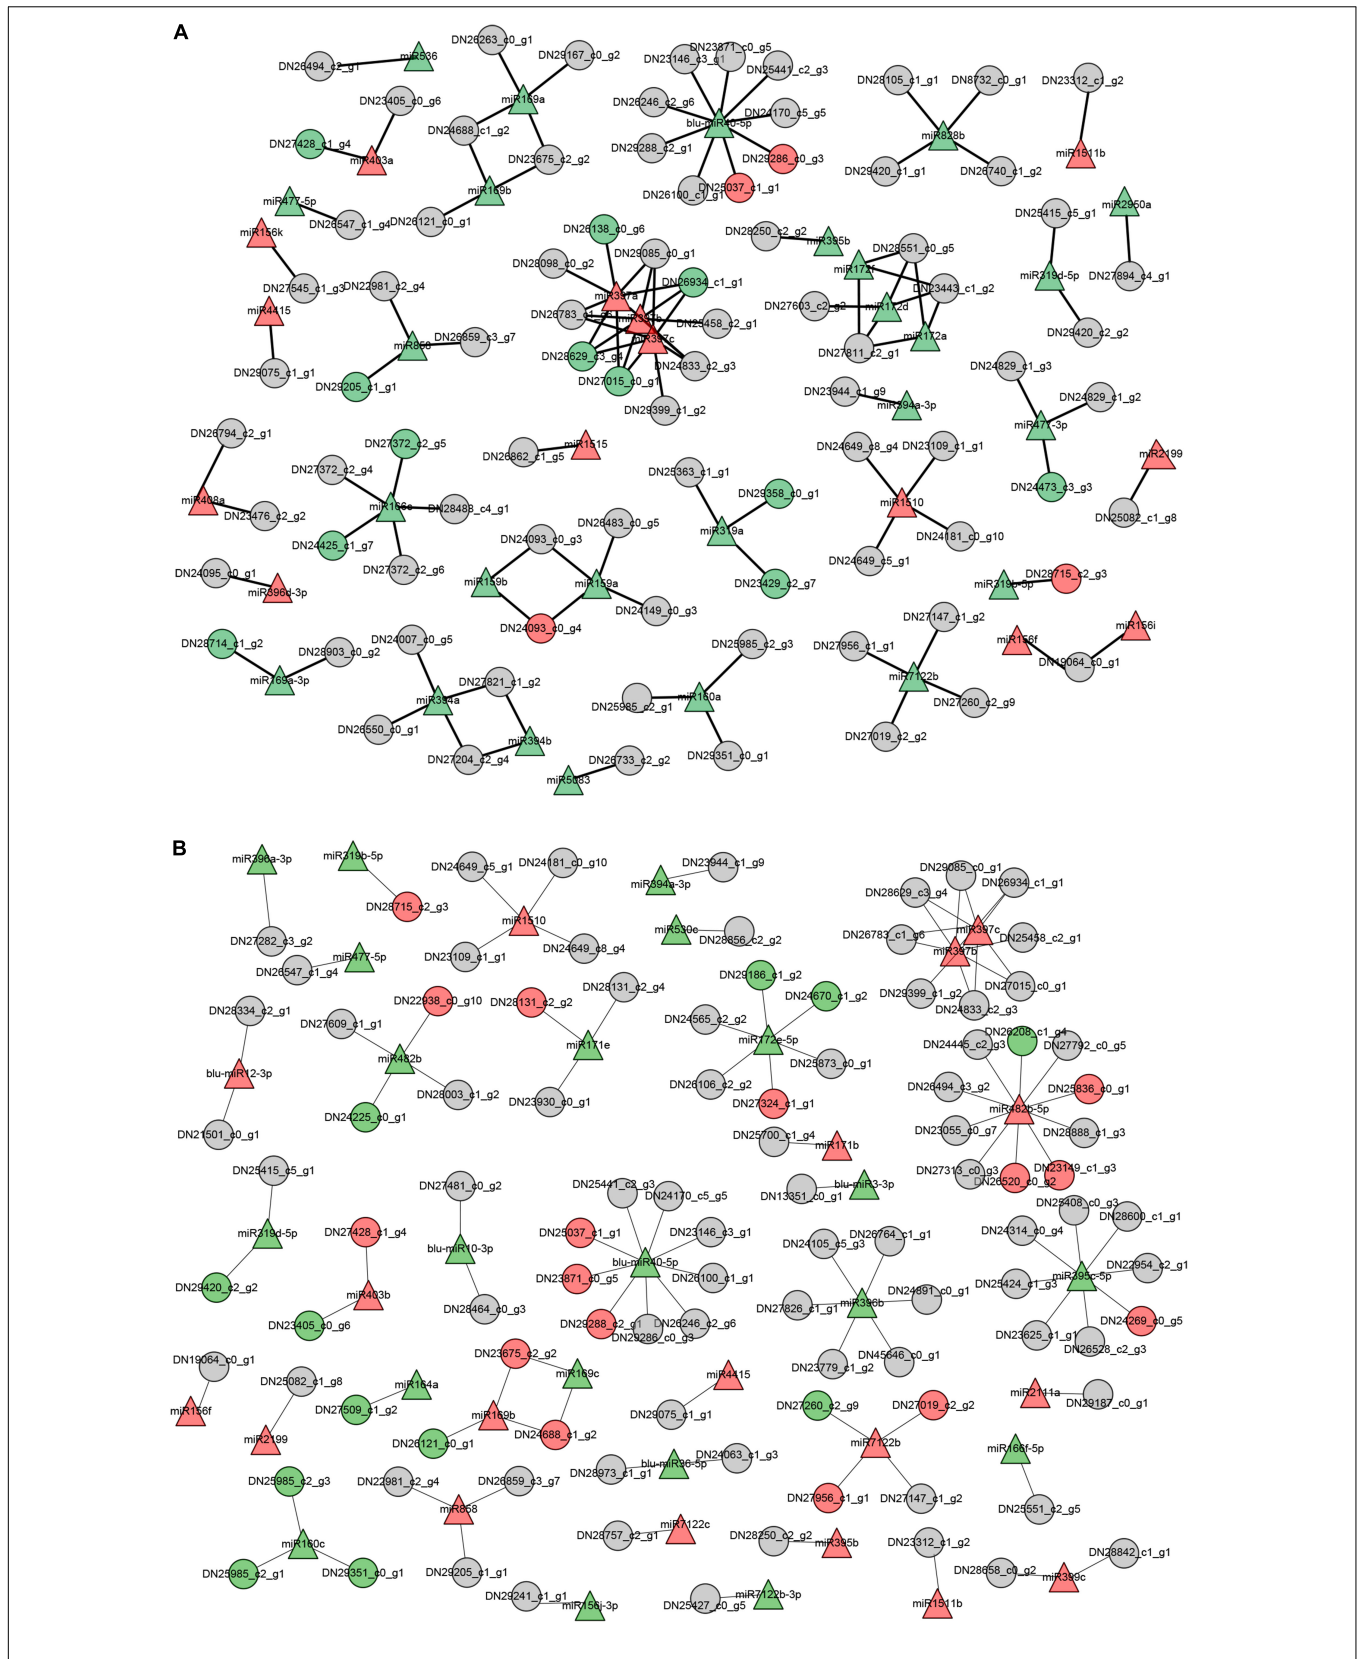 A
DN26494_c2_g1
miR536
DN26263_c0_g1
DN29167_c0_g2
DN23405_c0_g6
miR169a
DN27428_c1_g4
miR403a
DN24688_c1_g2
DN23675_c2_g2
miR169b
DN26121_c0_g1
DN23146_c3_g1
DN23871_c0_g5
DN25441_c2_g3
DN26246_c2_g6
DN24170_c5_g5
blu-miR40-5p
DN29288_c2_g1
DN29286_c0_g3
DN26100_c1_g1
DN25037_c1_g1
DN28105_c1_g1
DN8732_c0_g1
miR828b
DN29420_c1_g1
DN26740_c1_g2
DN23312_c1_g2
miR1511b
miR477-5p
DN26547_c1_g4
miR156k
DN27545_c1_g3
miR4415
DN29075_c1_g1
DN22981_c2_g4
miR858
DN26859_c3_g7
DN29205_c1_g1
DN26138_c0_g6
DN28098_c0_g2
DN29085_c0_g1
miR397a
DN26934_c1_g1
DN26783_c1_g6
miR397b
DN25458_c2_g1
miR397c
DN28629_c3_g4
DN24833_c2_g3
DN27015_c0_g1
DN29399_c1_g2
DN28250_c2_g2
miR395b
DN28551_c0_g5
miR172f
DN23443_c1_g2
DN27603_c2_g2
miR172d
miR172a
DN27811_c2_g1
DN25415_c5_g1
miR2950a
miR319d-5p
DN27894_c4_g1
DN29420_c2_g2
DN23944_c1_g9
miR394a-3p
DN24829_c1_g3
DN24829_c1_g2
miR477-3p
DN24473_c3_g3
miR2199
DN25082_c1_g8
DN26794_c2_g1
miR408a
DN23476_c2_g2
DN27372_c2_g5
DN27372_c2_g4
miR166e
DN28483_c4_g1
DN24425_c1_g7
DN27372_c2_g6
DN26862_c1_g5
miR1515
DN24093_c0_g3
DN26483_c0_g5
miR159b
miR159a
DN24149_c0_g3
DN24093_c0_g4
DN25363_c1_g1
DN29358_c0_g1
miR319a
DN23429_c2_g7
DN24649_c8_g4
DN23109_c1_g1
miR1510
DN24181_c0_g10
DN24649_c5_g1
DN24095_c0_g1
miR396d-3p
miR319b-5p
DN28715_c2_g3
miR156f
miR156i
DN19064_c0_g1
DN28714_c1_g2
DN28903_c0_g2
miR169a-3p
DN24007_c0_g5
DN27821_c1_g2
miR394a
DN26550_c0_g1
miR394b
DN27204_c2_g4
DN25985_c2_g3
DN25985_c2_g1
miR160a
DN29351_c0_g1
miR5083
DN26733_c2_g2
DN27147_c1_g2
DN27956_c1_g1
miR7122b
DN27260_c2_g9
DN27019_c2_g2
B
miR396a-3p
DN27282_c3_g2
miR319b-5p
DN28715_c2_g3
DN24649_c5_g1
DN24181_c0_g10
miR1510
DN23109_c1_g1
DN24649_c8_g4
miR394a-3p
DN23944_c1_g9
miR530c
DN28856_c2_g2
DN29085_c0_g1
DN28629_c3_g4
DN26934_c1_g1
DN26783_c1_g6
miR397c
miR397b
DN25458_c2_g1
DN29399_c1_g2
DN27015_c0_g1
DN24833_c2_g3
miR477-5p
DN26547_c1_g4
DN28334_c2_g1
blu-miR12-3p
DN21501_c0_g1
DN22938_c0_g10
DN27609_c1_g1
miR482b
DN28003_c1_g2
DN24225_c0_g1
DN28131_c2_g2
DN28131_c2_g4
miR171e
DN23930_c0_g1
DN29186_c1_g2
DN24670_c1_g2
DN24565_c2_g2
miR172e-5p
DN25873_c0_g1
DN26106_c2_g2
DN27324_c1_g1
DN26208_c1_g4
DN24445_c2_g3
DN27792_c0_g5
DN26494_c3_g2
DN25836_c0_g1
miR482b-5p
DN23055_c0_g7
DN28888_c1_g3
DN27313_c0_g3
DN26520_c0_g2
DN23149_c1_g3
DN25700_c1_g4
miR171b
DN13351_c0_g1
blu-miR3-3p
DN25415_c5_g1
miR319d-5p
DN29420_c2_g2
DN27428_c1_g4
miR403b
DN23405_c0_g6
DN27481_c0_g2
blu-miR10-3p
DN28464_c0_g3
DN25441_c2_g3
DN24170_c5_g5
DN25037_c1_g1
DN23146_c3_g1
blu-miR40-5p
DN23871_c0_g5
DN26100_c1_g1
DN29288_c2_g1
DN26246_c2_g6
DN29286_c0_g3
DN24105_c5_g3
DN26764_c1_g1
DN27826_c1_g1
miR396b
DN24891_c0_g1
DN23779_c1_g2
DN45646_c0_g1
DN25408_c0_g3
DN28600_c1_g1
DN24314_c0_g4
DN22954_c2_g1
DN25424_c1_g3
miR395c-5p
DN24269_c0_g5
DN23625_c1_g1
DN26528_c2_g3
DN19064_c0_g1
miR156f
DN25082_c1_g8
miR2199
miR164a
DN27509_c1_g2
DN23675_c2_g2
miR169c
miR169b
DN26121_c0_g1
DN24688_c1_g2
miR4415
DN29075_c1_g1
DN28973_c1_g1
blu-miR36-5p
DN24063_c1_g3
DN27260_c2_g9
DN27019_c2_g2
miR7122b
DN27956_c1_g1
DN27147_c1_g2
miR2111a
DN29187_c0_g1
miR166f-5p
DN25551_c2_g5
DN25985_c2_g3
miR160c
DN25985_c2_g1
DN29351_c0_g1
DN22981_c2_g4
DN26859_c3_g7
miR858
DN29205_c1_g1
DN28757_c2_g1
miR7122c
DN28250_c2_g2
miR395b
DN23312_c1_g2
miR1511b
DN28658_c0_g2
miR399c
DN28842_c1_g1
DN29241_c1_g1
miR156j-3p
DN25427_c0_g5
miR7122b-3p